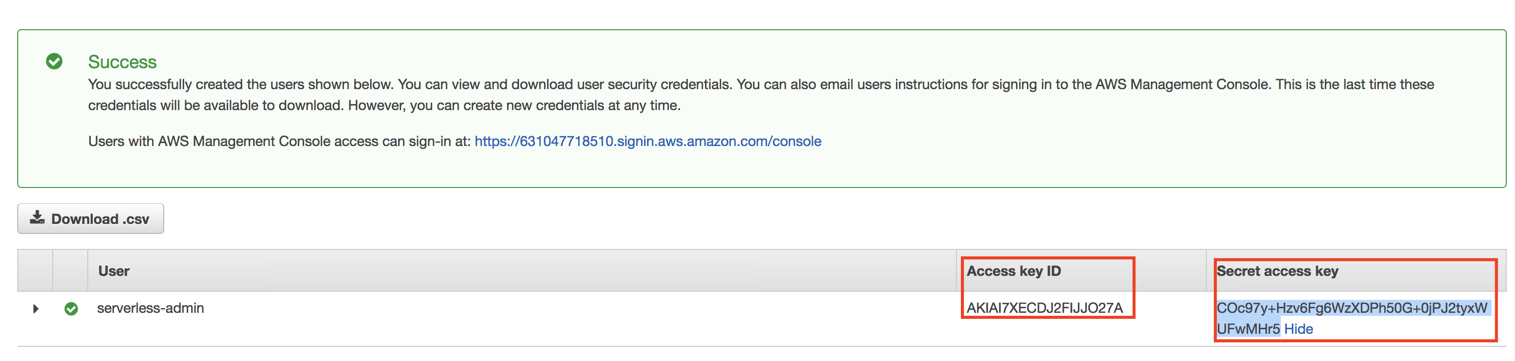 Success
You successfully created the users shown below. You can view and download user security credentials. You can also email users instructions for signing in to the AWS Management Console. This is the last time these
credentials will be available to download. However, you can create new credentials at any time.
Users with AWS Management Console access can sign-in at: https://631047718510.signin.aws.amazon.com/console
Download .csv
User Access key ID Secret access key
serverless-admin AKIAI7XECDJ2FIJJO27A COc97y+Hzv6Fg6WzXDPh50G+0jPJ2tyxW
UFwMHr5 Hide